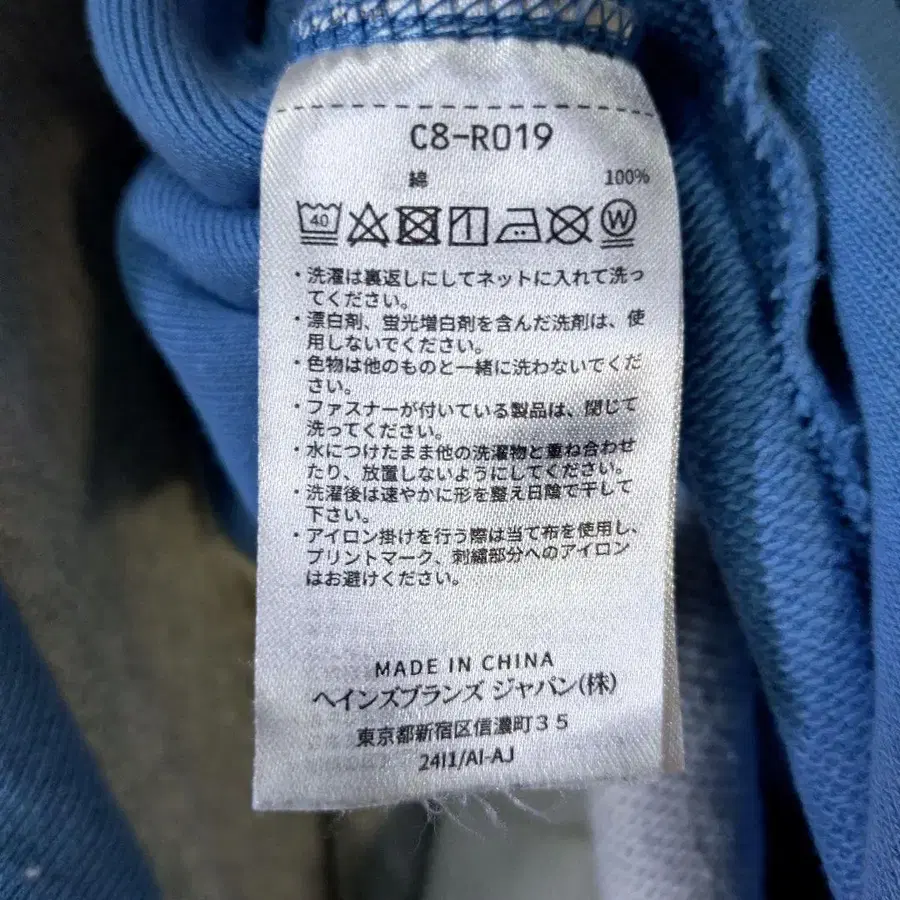 C8-R019
綿 100%
40 W
・洗濯は裏返しにしてネットに入れて洗っ
てください。
・漂白剤、蛍光増白剤を含んだ洗剤は、使
用しないでください。
・色物は他のものと一緒に洗わないでくだ
さい。
・ファスナーが付いている製品は、閉じて
洗ってください。
・水につけたまま他の洗濯物と重ね合わせ
たり、放置しないようにしてください。
・洗濯後は速やかに形を整え日陰で干して
下さい。
・アイロン掛けを行う際は当て布を使用し、
プリントマーク、刺繍部分へのアイロン
はお避けください。
MADE IN CHINA
ヘインズブランズ ジャパン(株)
東京都新宿区信濃町35
24I1/AI-AJ